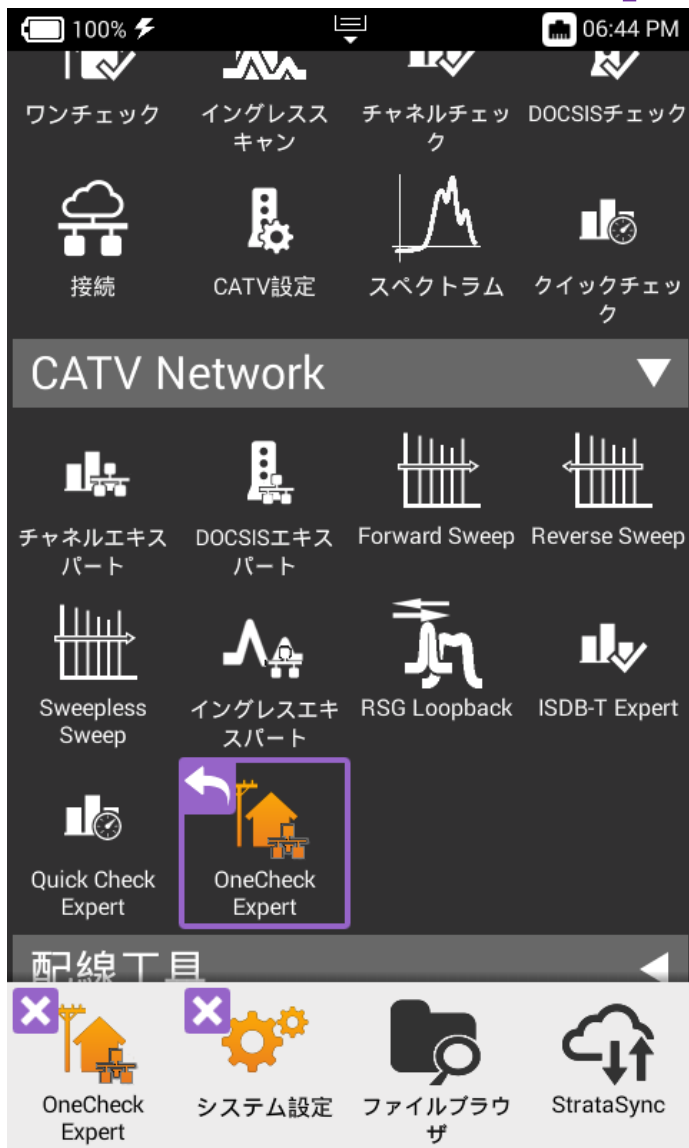 100%
06:44 PM
ワンチェック
イングレスス
キャン
チャネルチェッ
ク
DOCSISチェック
接続
CATV設定
スペクトラム
クイックチェッ
ク
CATV Network
チャネルエキス
パート
DOCSISエキス
パート
Forward Sweep
Reverse Sweep
Sweepless
Sweep
イングレスエキ
スパート
RSG Loopback
ISDB-T Expert
Quick Check
Expert
OneCheck
Expert
配線工具
OneCheck
Expert
システム設定
ファイルブラウ
ザ
StrataSync